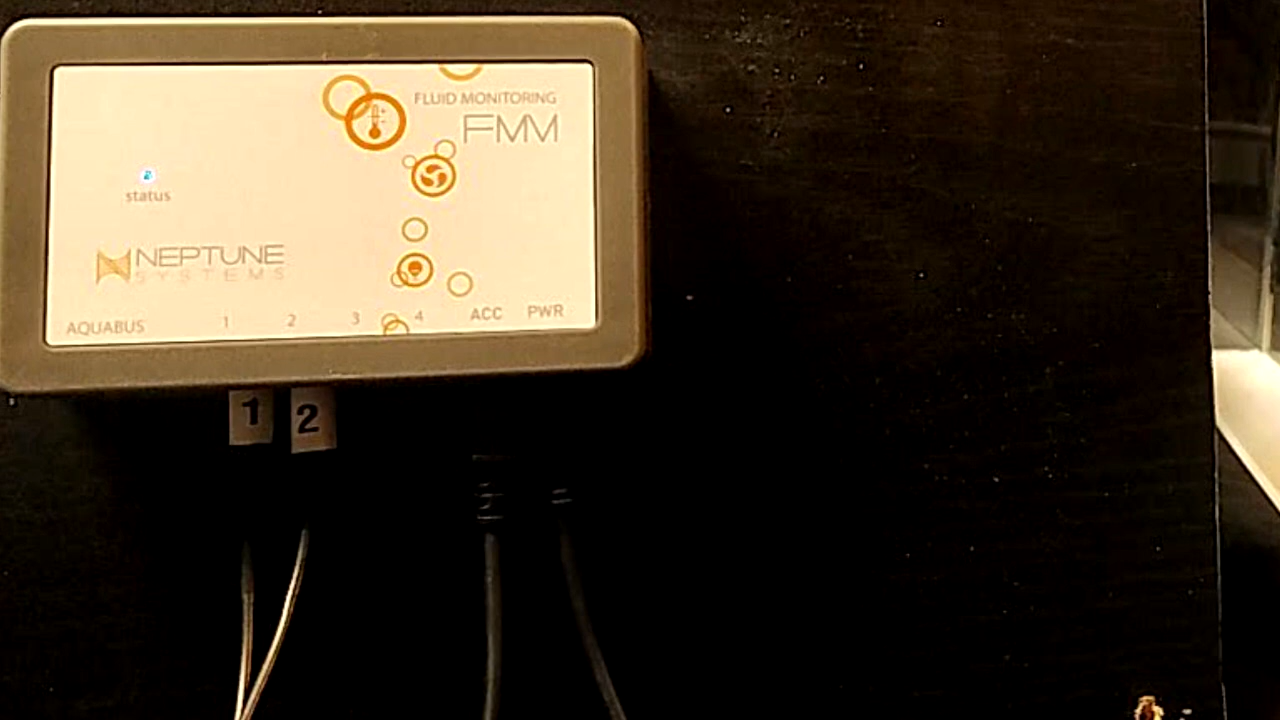 FLUID MONITORING
FMM
status
NEPTUNE
SYSTEMS
AQUABUS 1 2 3 4 ACC PWR
1 2